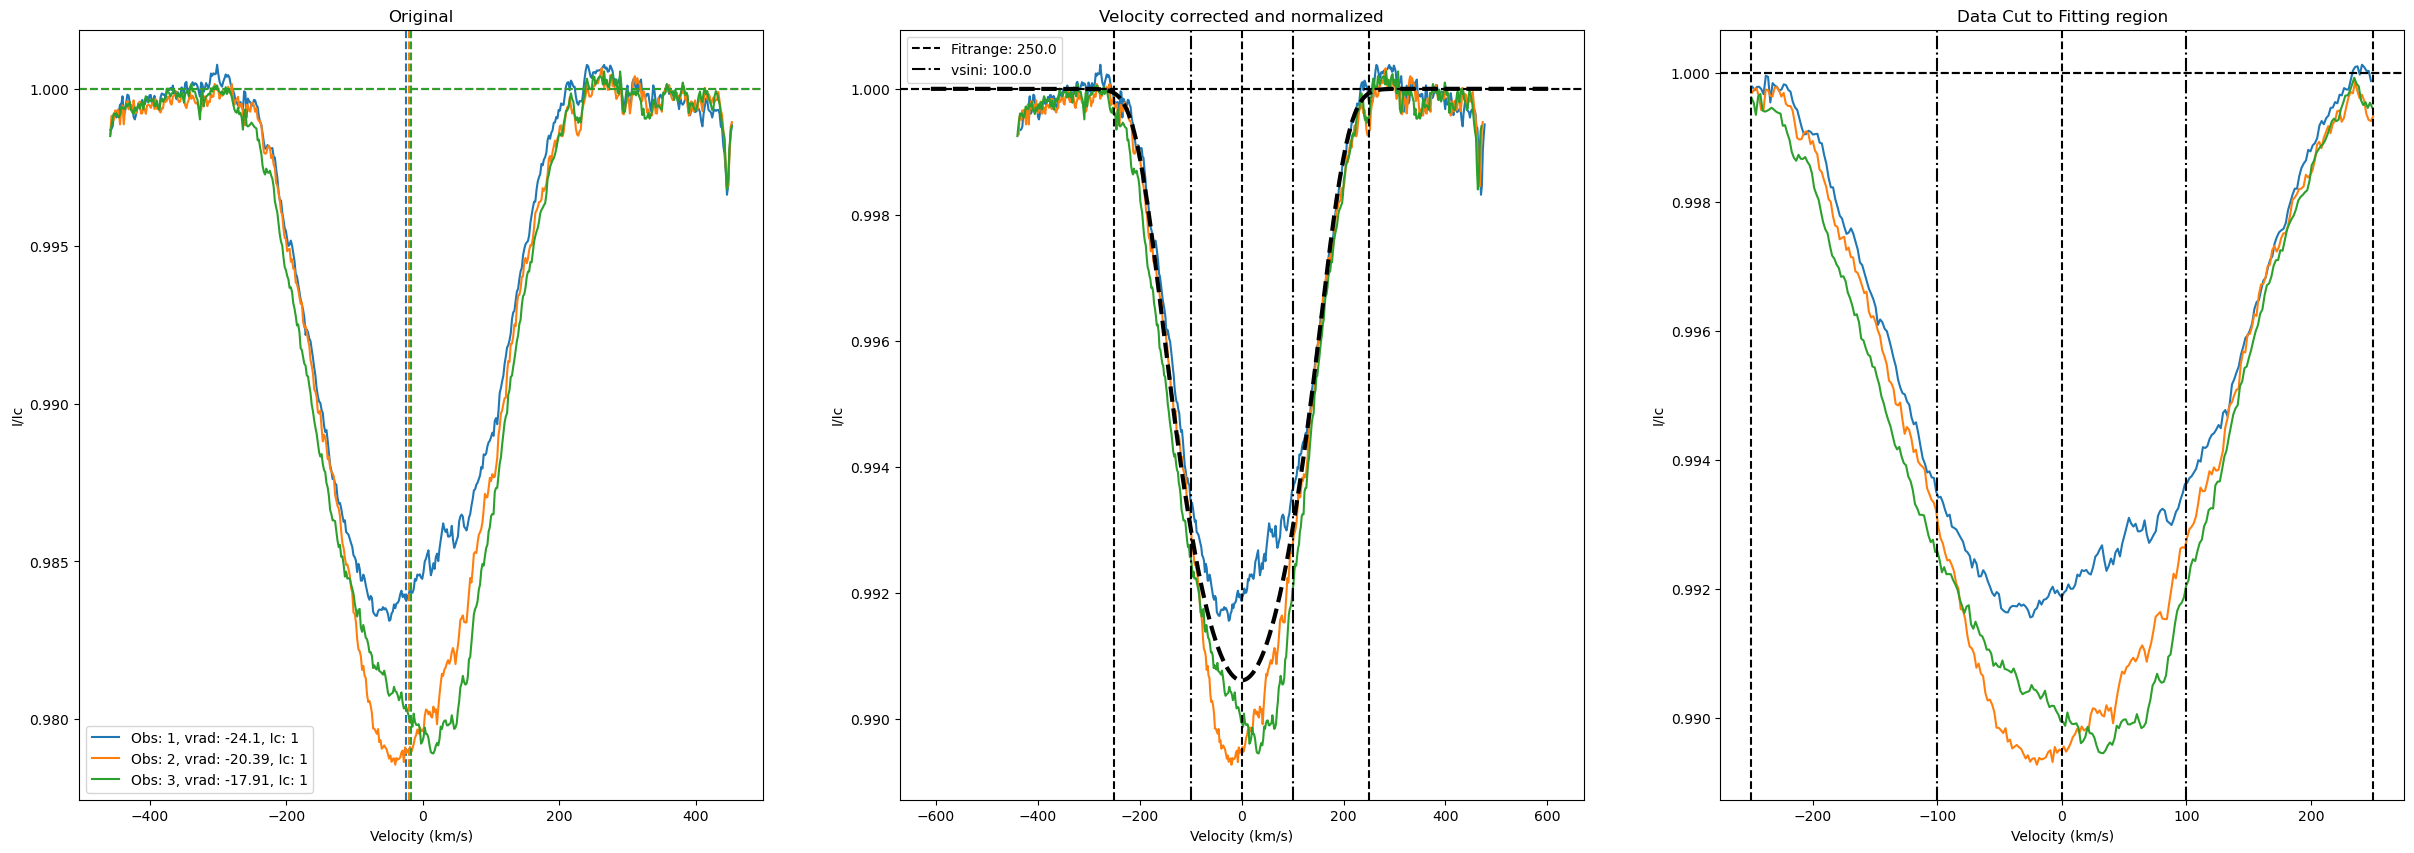 Original
1.000
0.995
0.990
0.985
0.980
I/Ic
Obs: 1, vrad: -24.1, Ic: 1
Obs: 2, vrad: -20.39, Ic: 1
Obs: 3, vrad: -17.91, Ic: 1
−400 −200 0 200 400
Velocity (km/s)
Velocity corrected and normalized
Fitrange: 250.0
vsini: 100.0
1.000
0.998
0.996
0.994
0.992
0.990
I/Ic
−600 −400 −200 0 200 400 600
Velocity (km/s)
Data Cut to Fitting region
1.000
0.998
0.996
0.994
0.992
0.990
I/Ic
−200 −100 0 100 200
Velocity (km/s)